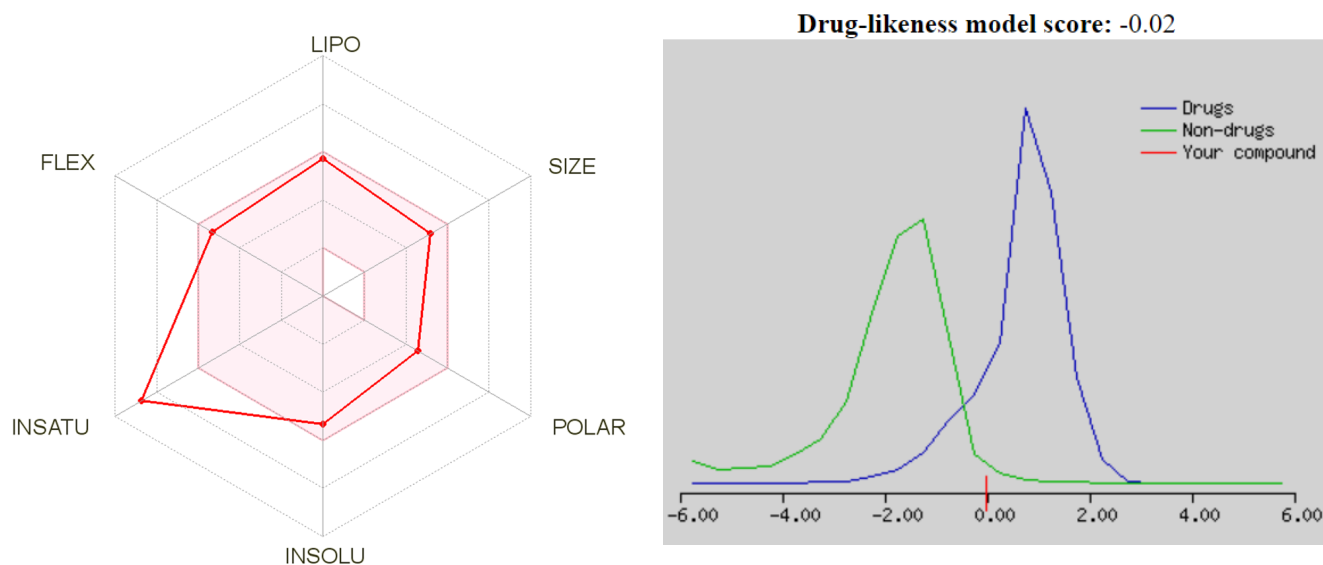 LIPO
FLEX
SIZE
INSATU
POLAR
INSOLU
Drug-likeness model score: -0.02
Drugs
Non-drugs
Your compound
-6.00 -4.00 -2.00 0.00 2.00 4.00 6.00